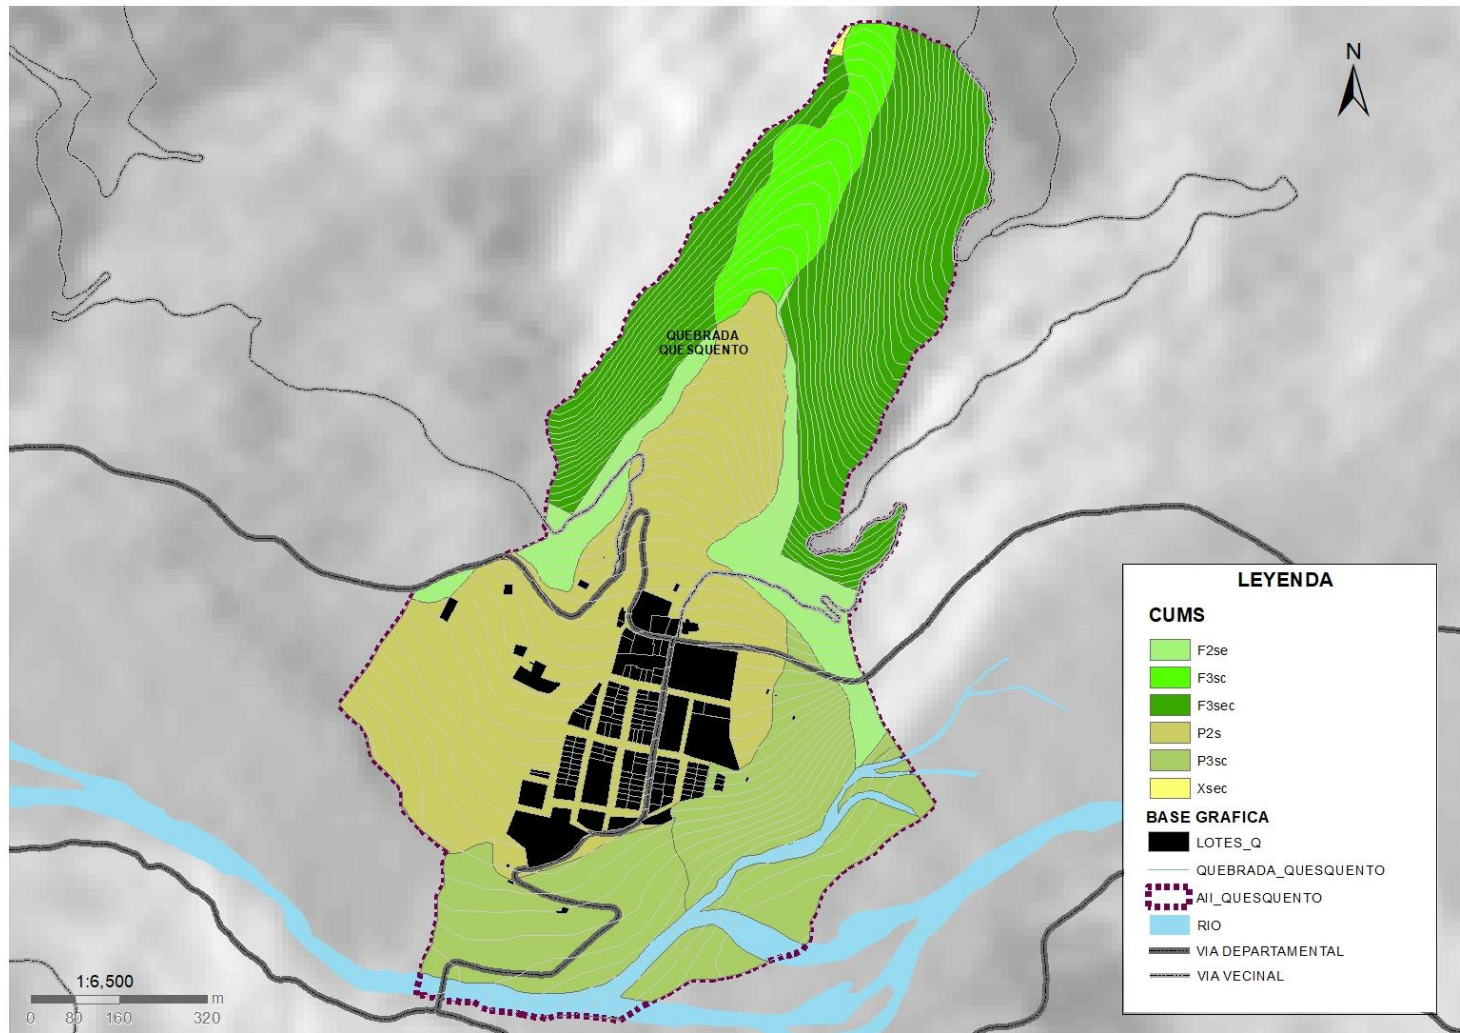 N
QUEBRADA
QUESQUENTO
LEYENDA
CUMS
F2se
F3sc
F3sec
P2s
P3sc
Xsec
BASE GRAFICA
LOTES_Q
QUEBRADA_QUESQUENTO
AII_QUESQUENTO
RIO
VIA DEPARTAMENTAL
VIA VECINAL
1:6,500
m
0 80 160 320